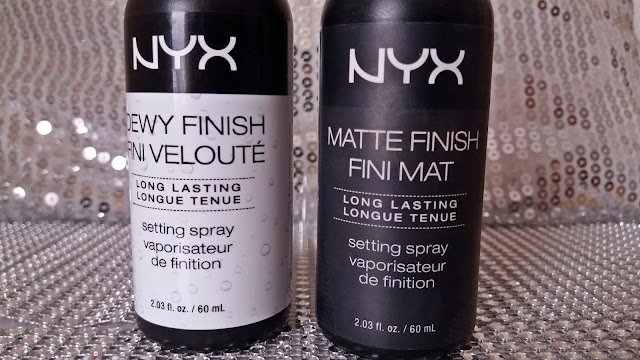 NYX
DEWY FINISH
FINI VELOUTÉ
LONG LASTING
LONGUE TENUE
setting spray
vaporisateur
de finition
2.03 fl. oz. / 60 mL
NYX
MATTE FINISH
FINI MAT
LONG LASTING
LONGUE TENUE
setting spray
vaporisateur
de finition
2.03 fl. oz. / 60 mL